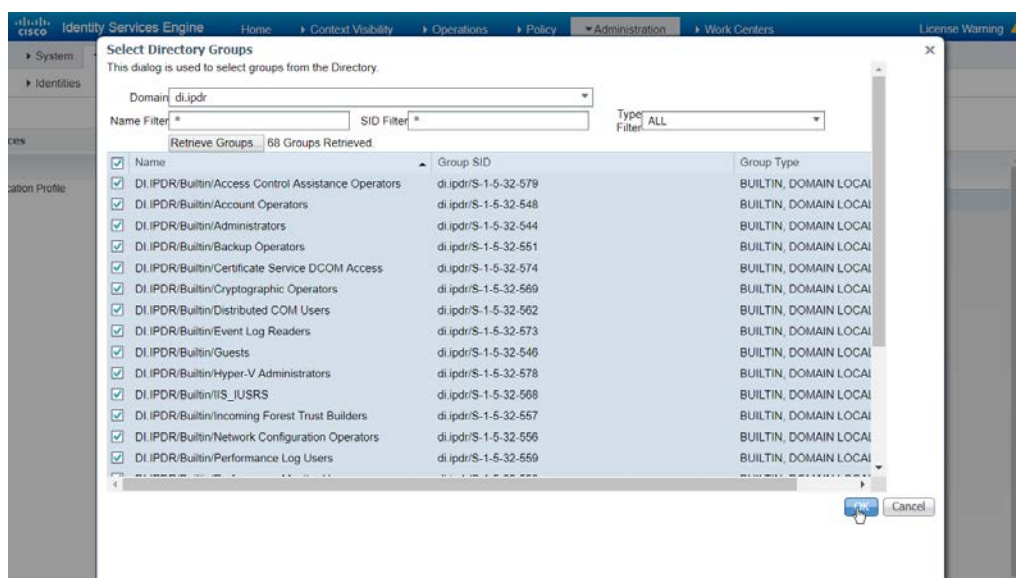 cisco Identity Services Engine Home Context Visibility Operations Policy Administration Work Centers License Warning
System
Select Directory Groups
This dialog is used to select groups from the Directory.
Identities
Domain di.ipdr
Name Filter * SID Filter * Type Filter ALL
Retrieve Groups... 68 Groups Retrieved.
Name Group SID Group Type
DI.IPDR/Builtin/Access Control Assistance Operators di.ipdr/S-1-5-32-579 BUILTIN, DOMAIN LOCAL
DI.IPDR/Builtin/Account Operators di.ipdr/S-1-5-32-548 BUILTIN, DOMAIN LOCAL
DI.IPDR/Builtin/Administrators di.ipdr/S-1-5-32-544 BUILTIN, DOMAIN LOCAL
DI.IPDR/Builtin/Backup Operators di.ipdr/S-1-5-32-551 BUILTIN, DOMAIN LOCAL
DI.IPDR/Builtin/Certificate Service DCOM Access di.ipdr/S-1-5-32-574 BUILTIN, DOMAIN LOCAL
DI.IPDR/Builtin/Cryptographic Operators di.ipdr/S-1-5-32-569 BUILTIN, DOMAIN LOCAL
DI.IPDR/Builtin/Distributed COM Users di.ipdr/S-1-5-32-562 BUILTIN, DOMAIN LOCAL
DI.IPDR/Builtin/Event Log Readers di.ipdr/S-1-5-32-573 BUILTIN, DOMAIN LOCAL
DI.IPDR/Builtin/Guests di.ipdr/S-1-5-32-546 BUILTIN, DOMAIN LOCAL
DI.IPDR/Builtin/Hyper-V Administrators di.ipdr/S-1-5-32-578 BUILTIN, DOMAIN LOCAL
DI.IPDR/Builtin/IIS_IUSRS di.ipdr/S-1-5-32-568 BUILTIN, DOMAIN LOCAL
DI.IPDR/Builtin/Incoming Forest Trust Builders di.ipdr/S-1-5-32-557 BUILTIN, DOMAIN LOCAL
DI.IPDR/Builtin/Network Configuration Operators di.ipdr/S-1-5-32-556 BUILTIN, DOMAIN LOCAL
DI.IPDR/Builtin/Performance Log Users di.ipdr/S-1-5-32-559 BUILTIN, DOMAIN LOCAL
OK Cancel
ces
cation Profile